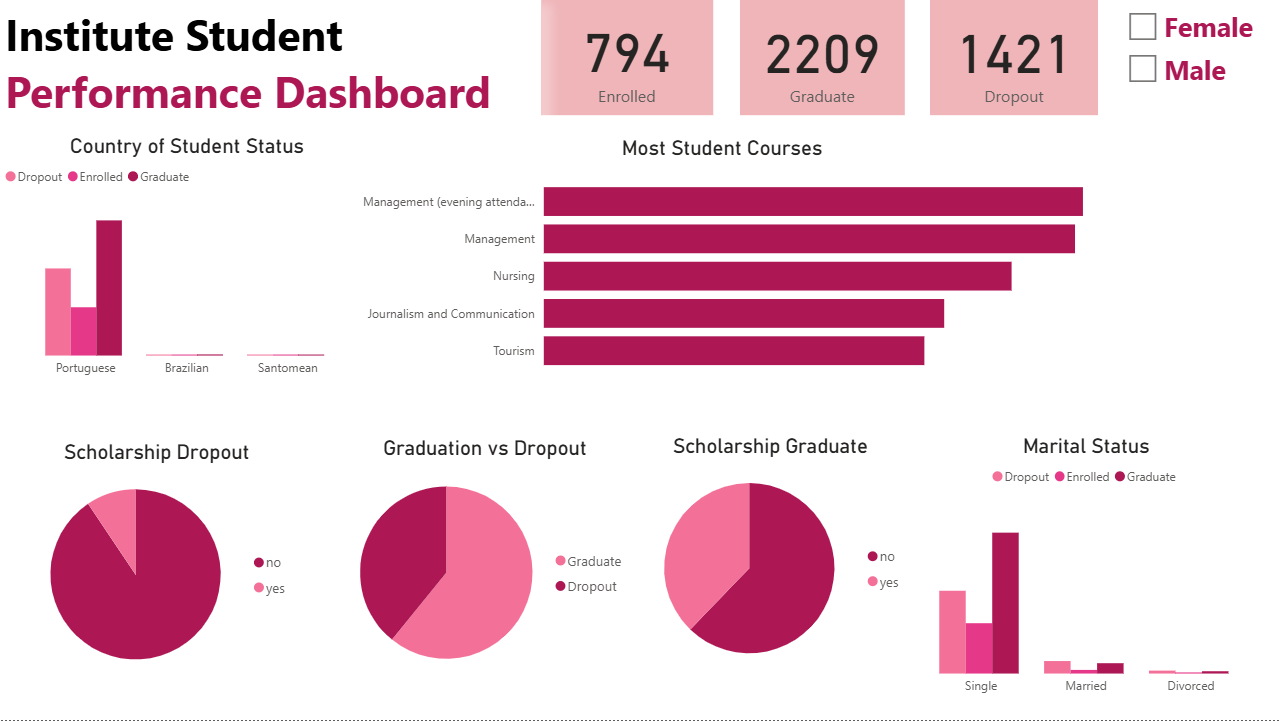 Institute Student
Performance Dashboard
794
Enrolled
2209
Graduate
1421
Dropout
Female
Male
Country of Student Status
Dropout Enrolled Graduate
Portuguese Brazilian Santomean
Most Student Courses
Management (evening attenda...
Management
Nursing
Journalism and Communication
Tourism
Scholarship Dropout
no
yes
Graduation vs Dropout
Graduate
Dropout
Scholarship Graduate
no
yes
Marital Status
Dropout Enrolled Graduate
Single Married Divorced